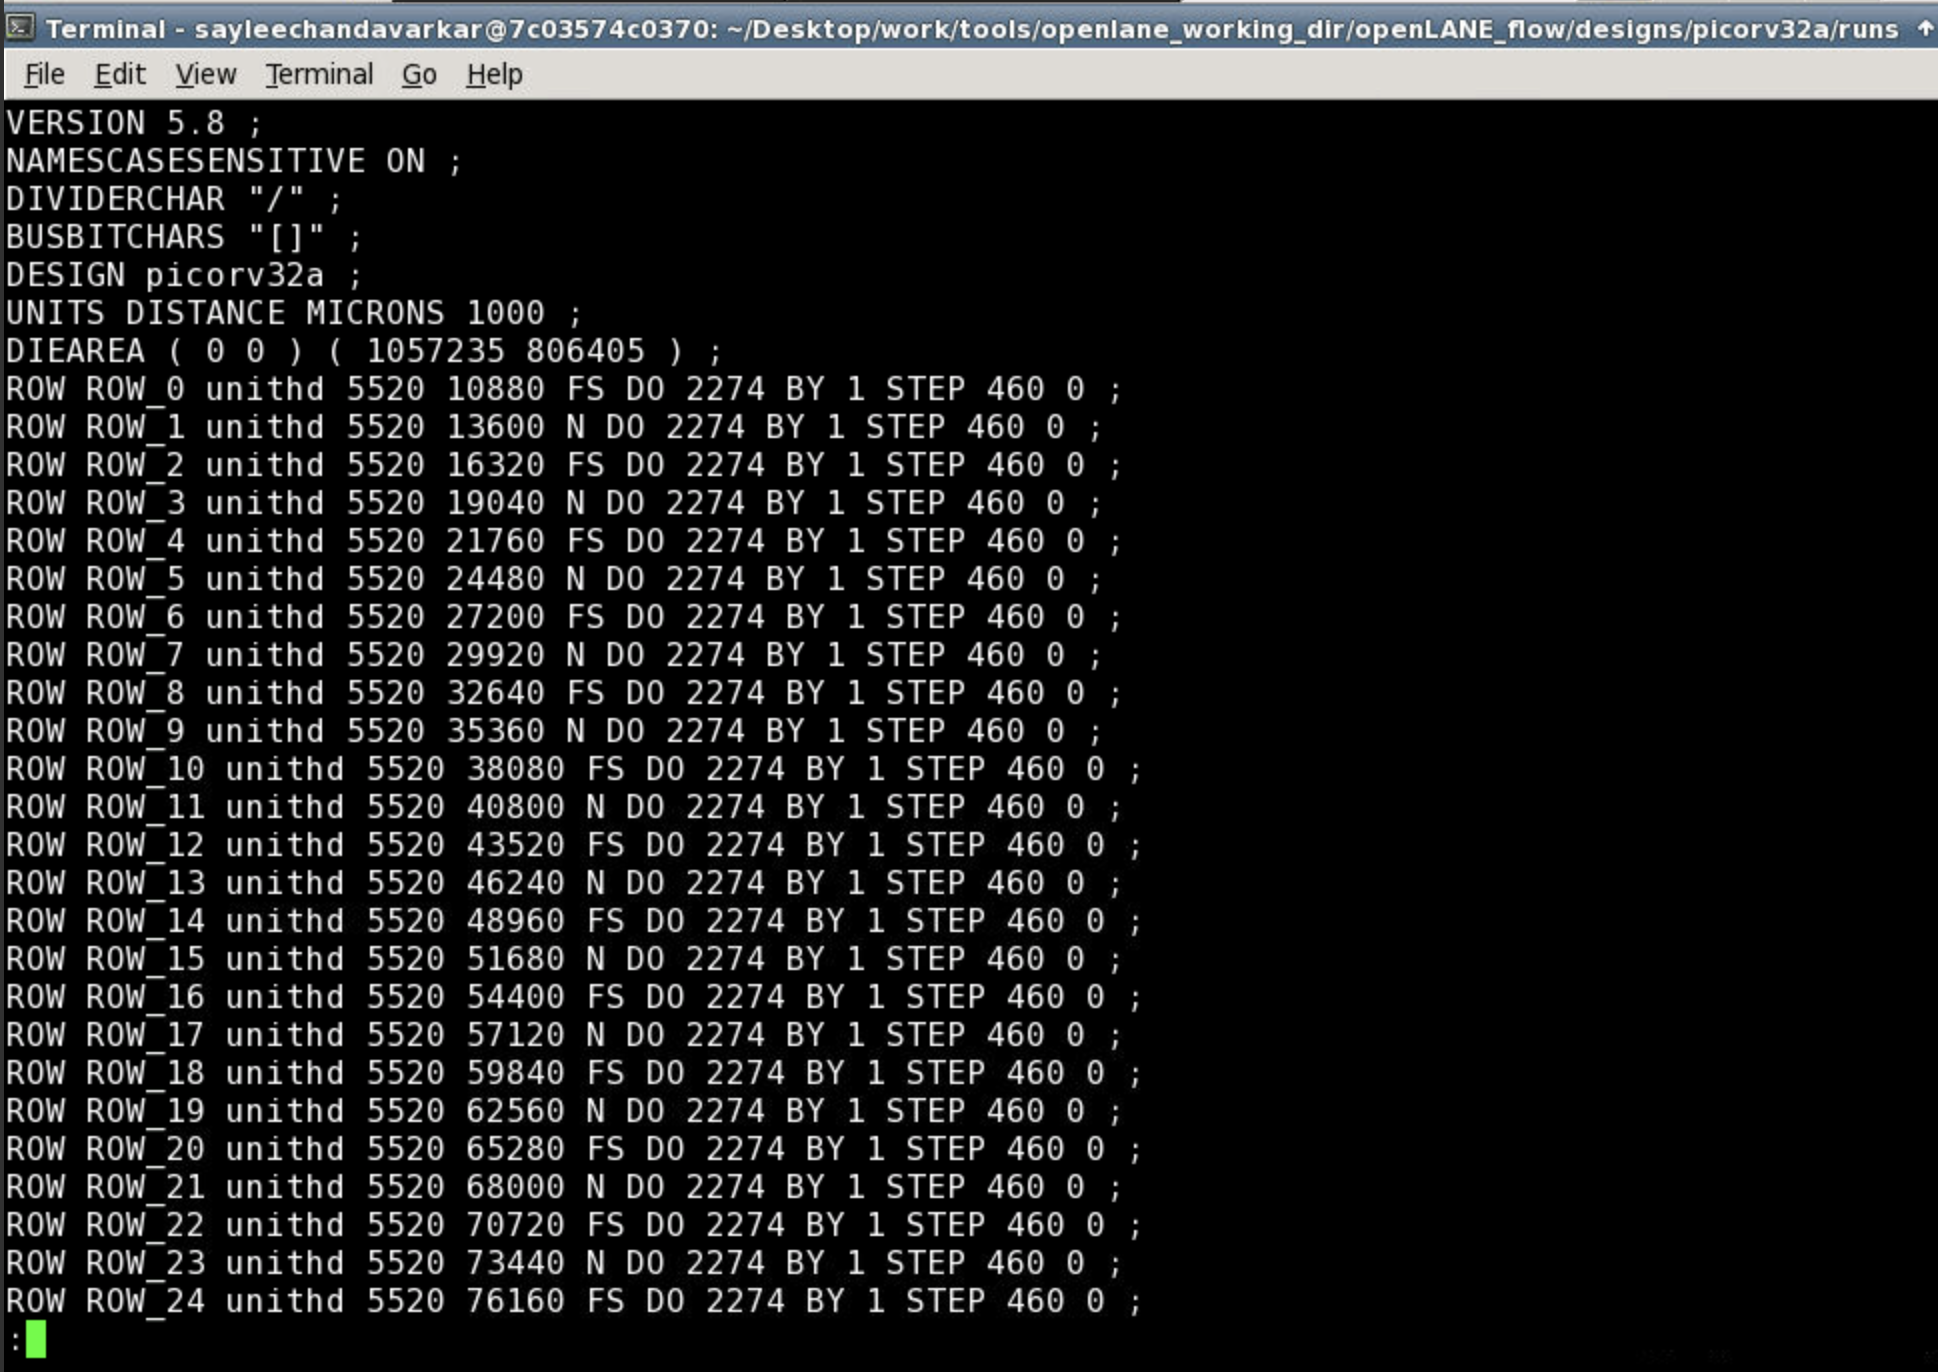 Terminal - sayleechandavarkar@7c03574c0370: ~/Desktop/work/tools/openlane_working_dir/openLANE_flow/designs/picorv32a/runs
File Edit View Terminal Go Help
VERSION 5.8 ;
NAMESCASESENSITIVE ON ;
DIVIDERCHAR "/" ;
BUSBITCHARS "[]" ;
DESIGN picorv32a ;
UNITS DISTANCE MICRONS 1000 ;
DIEAREA ( 0 0 ) ( 1057235 806405 ) ;
ROW ROW_0 unithd 5520 10880 FS DO 2274 BY 1 STEP 460 0 ;
ROW ROW_1 unithd 5520 13600 N DO 2274 BY 1 STEP 460 0 ;
ROW ROW_2 unithd 5520 16320 FS DO 2274 BY 1 STEP 460 0 ;
ROW ROW_3 unithd 5520 19040 N DO 2274 BY 1 STEP 460 0 ;
ROW ROW_4 unithd 5520 21760 FS DO 2274 BY 1 STEP 460 0 ;
ROW ROW_5 unithd 5520 24480 N DO 2274 BY 1 STEP 460 0 ;
ROW ROW_6 unithd 5520 27200 FS DO 2274 BY 1 STEP 460 0 ;
ROW ROW_7 unithd 5520 29920 N DO 2274 BY 1 STEP 460 0 ;
ROW ROW_8 unithd 5520 32640 FS DO 2274 BY 1 STEP 460 0 ;
ROW ROW_9 unithd 5520 35360 N DO 2274 BY 1 STEP 460 0 ;
ROW ROW_10 unithd 5520 38080 FS DO 2274 BY 1 STEP 460 0 ;
ROW ROW_11 unithd 5520 40800 N DO 2274 BY 1 STEP 460 0 ;
ROW ROW_12 unithd 5520 43520 FS DO 2274 BY 1 STEP 460 0 ;
ROW ROW_13 unithd 5520 46240 N DO 2274 BY 1 STEP 460 0 ;
ROW ROW_14 unithd 5520 48960 FS DO 2274 BY 1 STEP 460 0 ;
ROW ROW_15 unithd 5520 51680 N DO 2274 BY 1 STEP 460 0 ;
ROW ROW_16 unithd 5520 54400 FS DO 2274 BY 1 STEP 460 0 ;
ROW ROW_17 unithd 5520 57120 N DO 2274 BY 1 STEP 460 0 ;
ROW ROW_18 unithd 5520 59840 FS DO 2274 BY 1 STEP 460 0 ;
ROW ROW_19 unithd 5520 62560 N DO 2274 BY 1 STEP 460 0 ;
ROW ROW_20 unithd 5520 65280 FS DO 2274 BY 1 STEP 460 0 ;
ROW ROW_21 unithd 5520 68000 N DO 2274 BY 1 STEP 460 0 ;
ROW ROW_22 unithd 5520 70720 FS DO 2274 BY 1 STEP 460 0 ;
ROW ROW_23 unithd 5520 73440 N DO 2274 BY 1 STEP 460 0 ;
ROW ROW_24 unithd 5520 76160 FS DO 2274 BY 1 STEP 460 0 ;
: